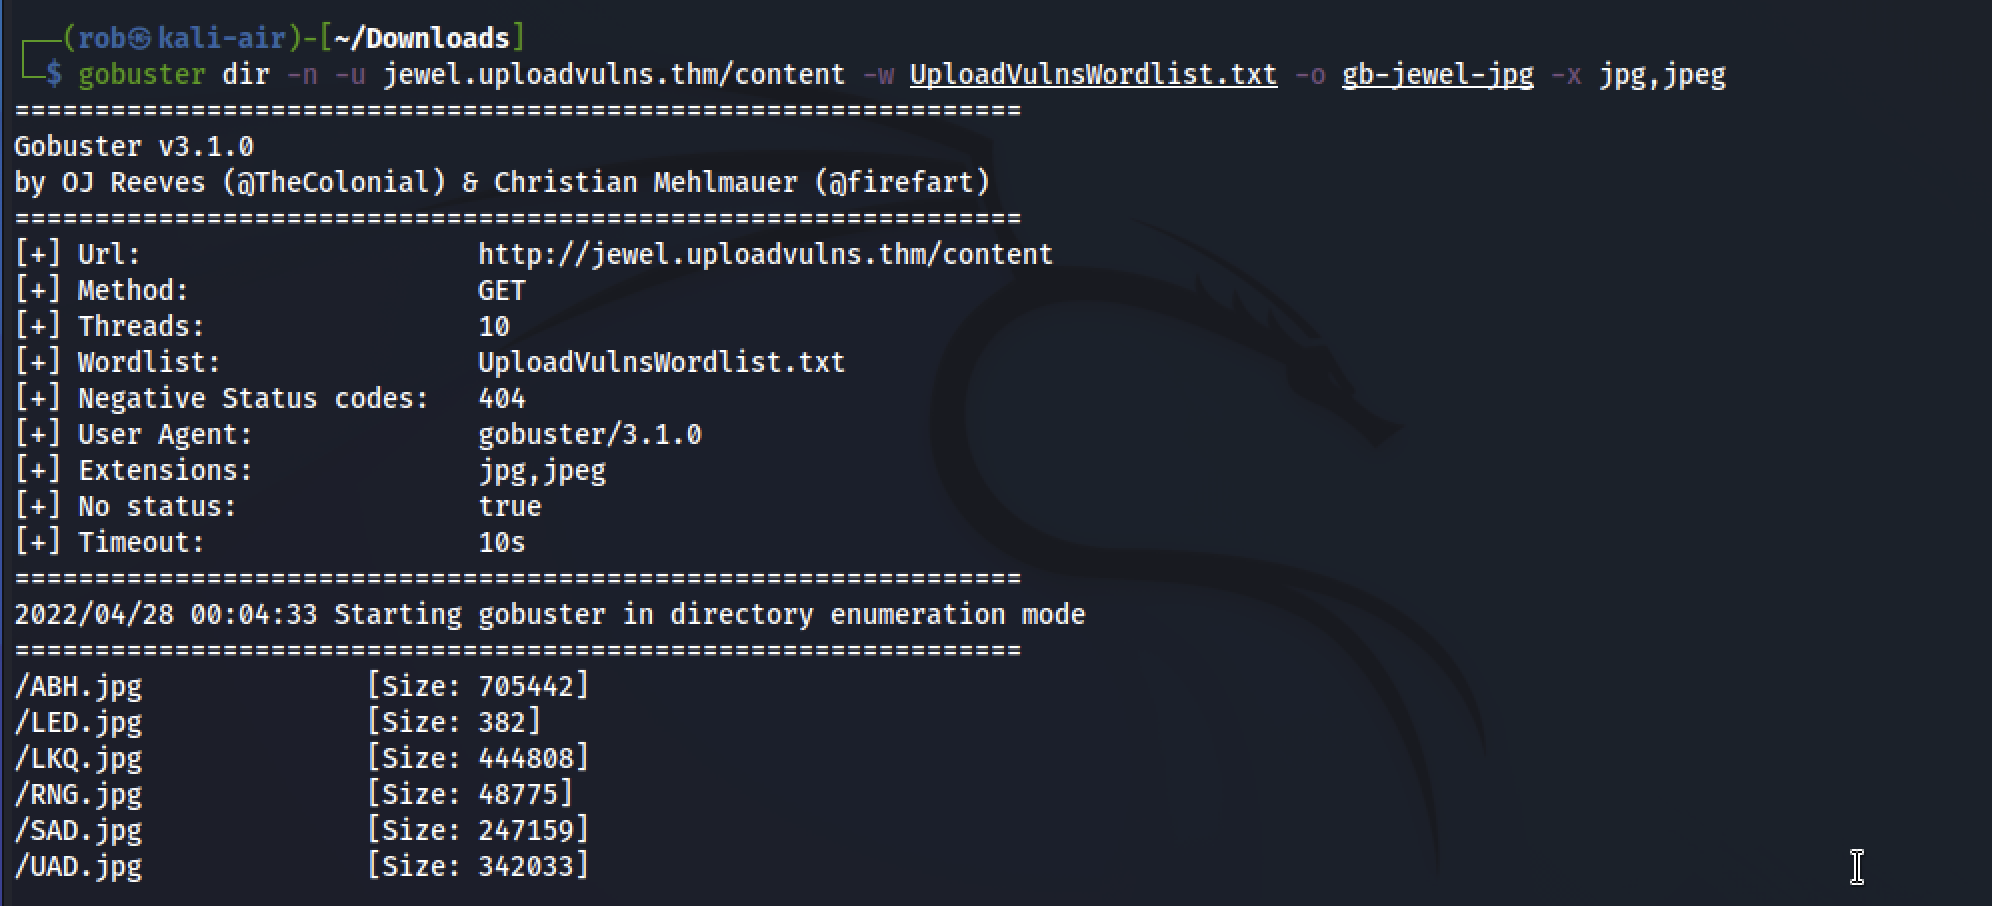 ┌──(rob㉿kali-air)-[~/Downloads]
└─$ gobuster dir -n -u jewel.uploadvulns.thm/content -w UploadVulnsWordlist.txt -o gb-jewel-jpg -x jpg,jpeg
===============================================================
Gobuster v3.1.0
by OJ Reeves (@TheColonial) & Christian Mehlmauer (@firefart)
===============================================================
[+] Url:                     http://jewel.uploadvulns.thm/content
[+] Method:                  GET
[+] Threads:                 10
[+] Wordlist:                UploadVulnsWordlist.txt
[+] Negative Status codes:   404
[+] User Agent:              gobuster/3.1.0
[+] Extensions:              jpg,jpeg
[+] No status:               true
[+] Timeout:                 10s
===============================================================
2022/04/28 00:04:33 Starting gobuster in directory enumeration mode
===============================================================
/ABH.jpg              [Size: 705442]
/LED.jpg              [Size: 382]
/LKQ.jpg              [Size: 444808]
/RNG.jpg              [Size: 48775]
/SAD.jpg              [Size: 247159]
/UAD.jpg              [Size: 342033]